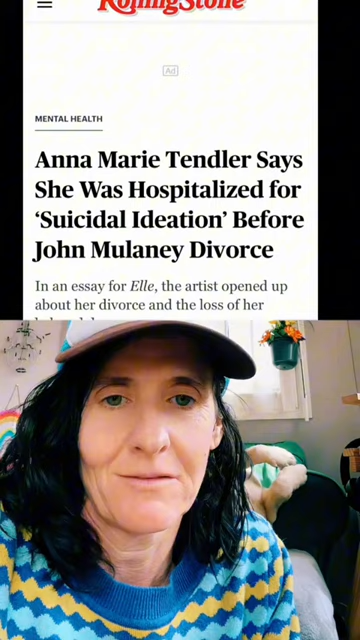 RollingStone
Ad
MENTAL HEALTH
Anna Marie Tendler Says
She Was Hospitalized for
‘Suicidal Ideation’ Before
John Mulaney Divorce
In an essay for Elle, the artist opened up
about her divorce and the loss of her